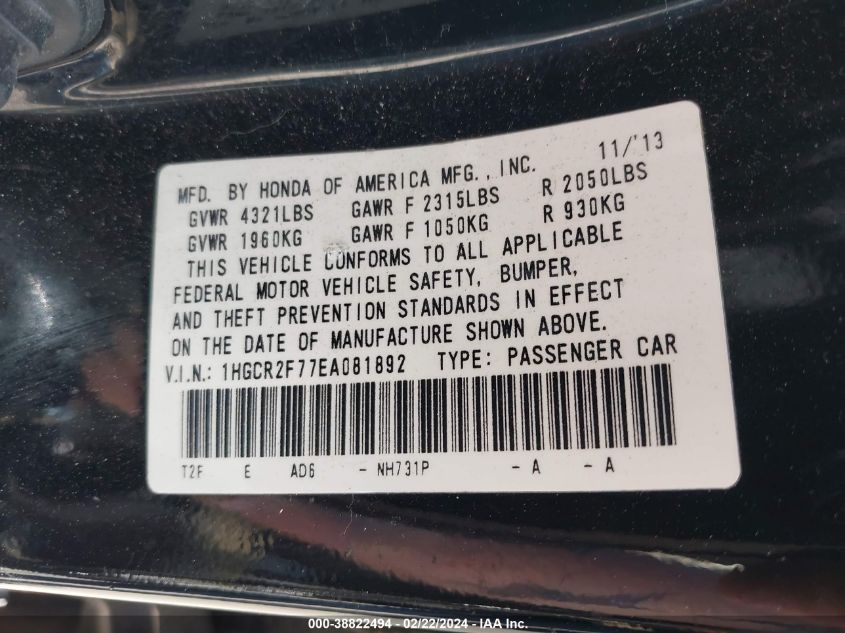 MFD. BY HONDA OF AMERICA MFG., INC. 11/'13
GVWR 4321LBS GAWR F 2315LBS R 2050LBS
GVWR 1960KG GAWR F 1050KG R 930KG
THIS VEHICLE CONFORMS TO ALL APPLICABLE
FEDERAL MOTOR VEHICLE SAFETY, BUMPER,
AND THEFT PREVENTION STANDARDS IN EFFECT
ON THE DATE OF MANUFACTURE SHOWN ABOVE.
V.I.N.: 1HGCR2F77EA081892 TYPE: PASSENGER CAR
T2F E AD6 - NH731P - A - A
000-38822494 - 02/22/2024 - IAA Inc.